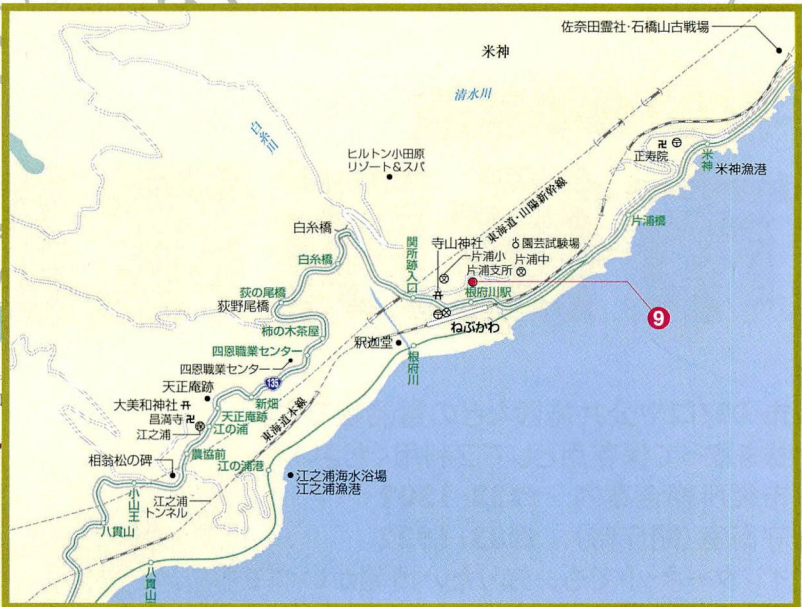 佐奈田霊社・石橋山古戦場
米神
清水川
白糸川
ヒルトン小田原
リゾート&スパ
正寿院
米神
米神漁港
東海道・山陽新幹線
片浦橋
白糸橋
関所跡入口
寺山神社
園芸試験場
片浦小
片浦中
片浦支所
白糸橋
根府川駅
荻の尾橋
荻野尾橋
ねぶかわ
9
柿の木茶屋
釈迦堂
根府川
四恩職業センター
四恩職業センター
135
天正庵跡
新畑
東海道本線
大美和神社
天正庵跡
昌満寺
江の浦
江之浦
農協前
相翁松の碑
江の浦港
江之浦海水浴場
江之浦漁港
小山王
江之浦
トンネル
八貫山
八貫山